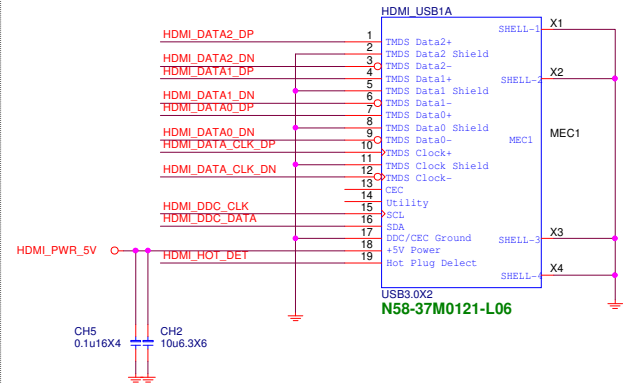 HDMI_USB1A
HDMI_DATA2_DP 1 TMDS Data2+ SHELL-1 X1
2 TMDS Data2 Shield
HDMI_DATA2_DN 3 TMDS Data2-
HDMI_DATA1_DP 4 TMDS Data1+ SHELL-2 X2
5 TMDS Data1 Shield
HDMI_DATA1_DN 6 TMDS Data1-
HDMI_DATA0_DP 7 TMDS Data0+
8 TMDS Data0 Shield
HDMI_DATA0_DN 9 TMDS Data0- MEC1 MEC1
HDMI_DATA_CLK_DP 10 TMDS Clock+
11 TMDS Clock Shield
HDMI_DATA_CLK_DN 12 TMDS Clock-
13 CEC
14 Utility
HDMI_DDC_CLK 15 SCL
HDMI_DDC_DATA 16 SDA
17 DDC/CEC Ground SHELL-3 X3
HDMI_PWR_5V 18 +5V Power
HDMI_HOT_DET 19 Hot Plug Delect
SHELL-4 X4
USB3.0X2
N58-37M0121-L06
CH5 CH2
0.1u16X4 10u6.3X6